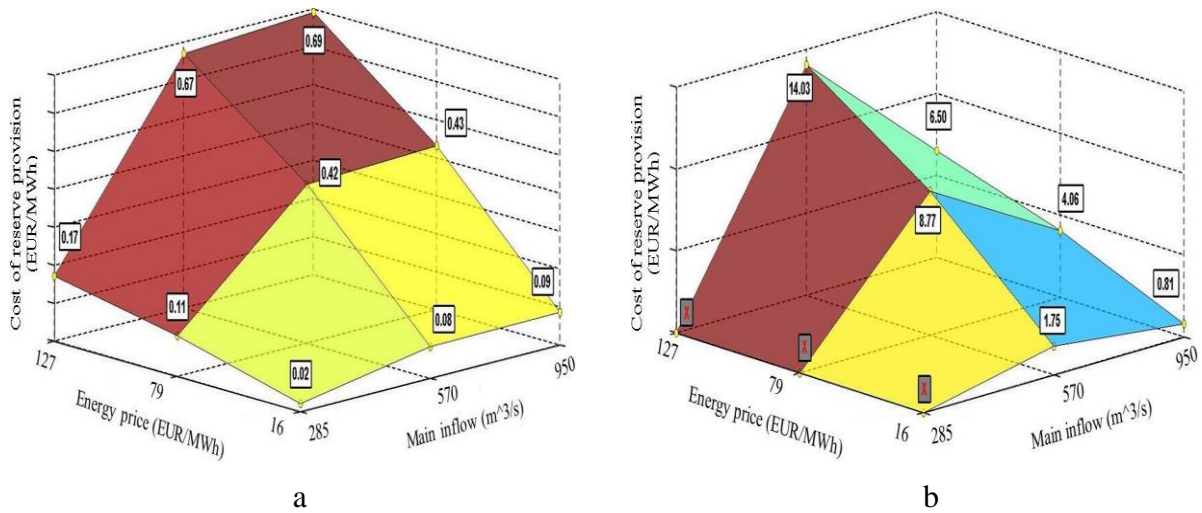 Cost of reserve provision
(EUR/MWh)
0.69
0.67
0.43
0.42
0.17
0.11
0.09
0.08
0.02
127
79
16
285
570
950
Energy price (EUR/MWh)
Main inflow (m^3/s)
a
Cost of reserve provision
(EUR/MWh)
14.03
6.50
4.06
8.77
0.81
1.75
X
X
X
127
79
16
285
570
950
Energy price (EUR/MWh)
Main inflow (m^3/s)
b